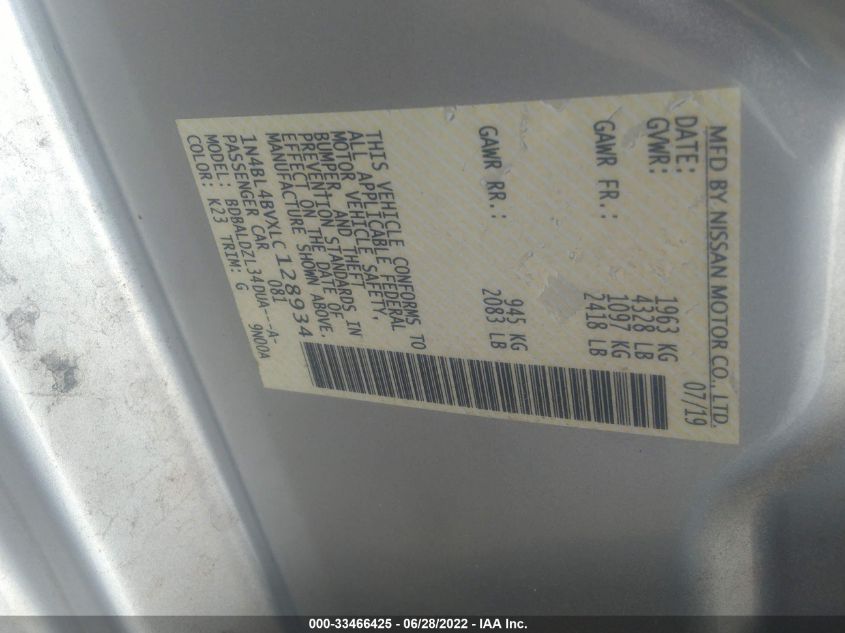 MFD BY NISSAN MOTOR CO., LTD.
DATE: 07/19
GVWR: 1963 KG
4328 LB
GAWR FR.: 1097 KG
2418 LB
GAWR RR.: 945 KG
2083 LB
THIS VEHICLE CONFORMS TO
ALL APPLICABLE FEDERAL
MOTOR VEHICLE SAFETY,
BUMPER, AND THEFT
PREVENTION STANDARDS IN
EFFECT ON THE DATE OF
MANUFACTURE SHOWN ABOVE.
1N4BL4BVXLC128934
PASSENGER CAR 081
MODEL: BDBALDZL34DUA---A-
COLOR: K23 TRIM: G 9N00A
000-33466425 - 06/28/2022 - IAA Inc.